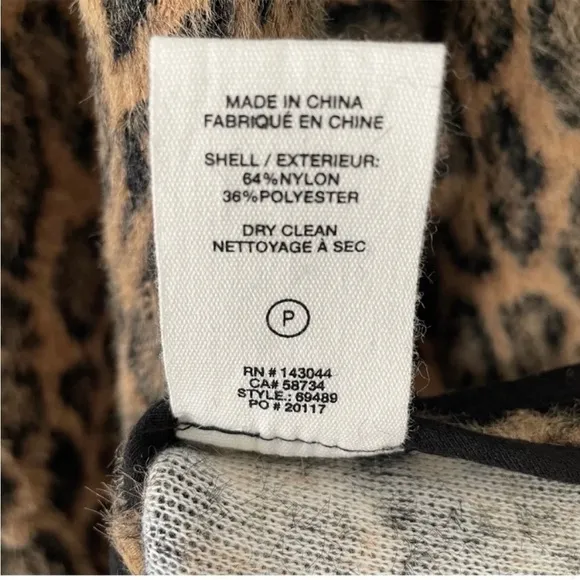 MADE IN CHINA
FABRIQUÉ EN CHINE
SHELL / EXTERIEUR:
64%NYLON
36%POLYESTER
DRY CLEAN
NETTOYAGE À SEC
P
RN # 143044
CA# 58734
STYLE.: 69489
PO # 20117